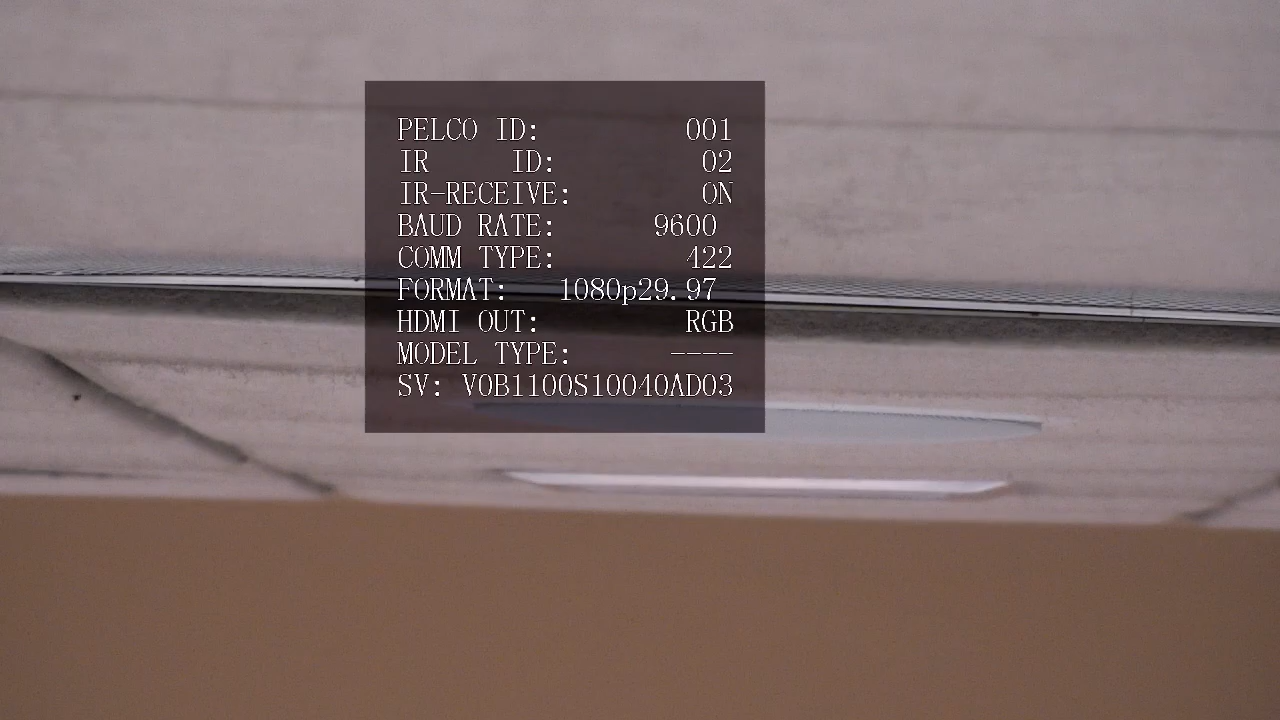 PELCO ID: 001
IR ID: 02
IR-RECEIVE: ON
BAUD RATE: 9600
COMM TYPE: 422
FORMAT: 1080p29.97
HDMI OUT: RGB
MODEL TYPE: ----
SV: V0B1100S10040AD03